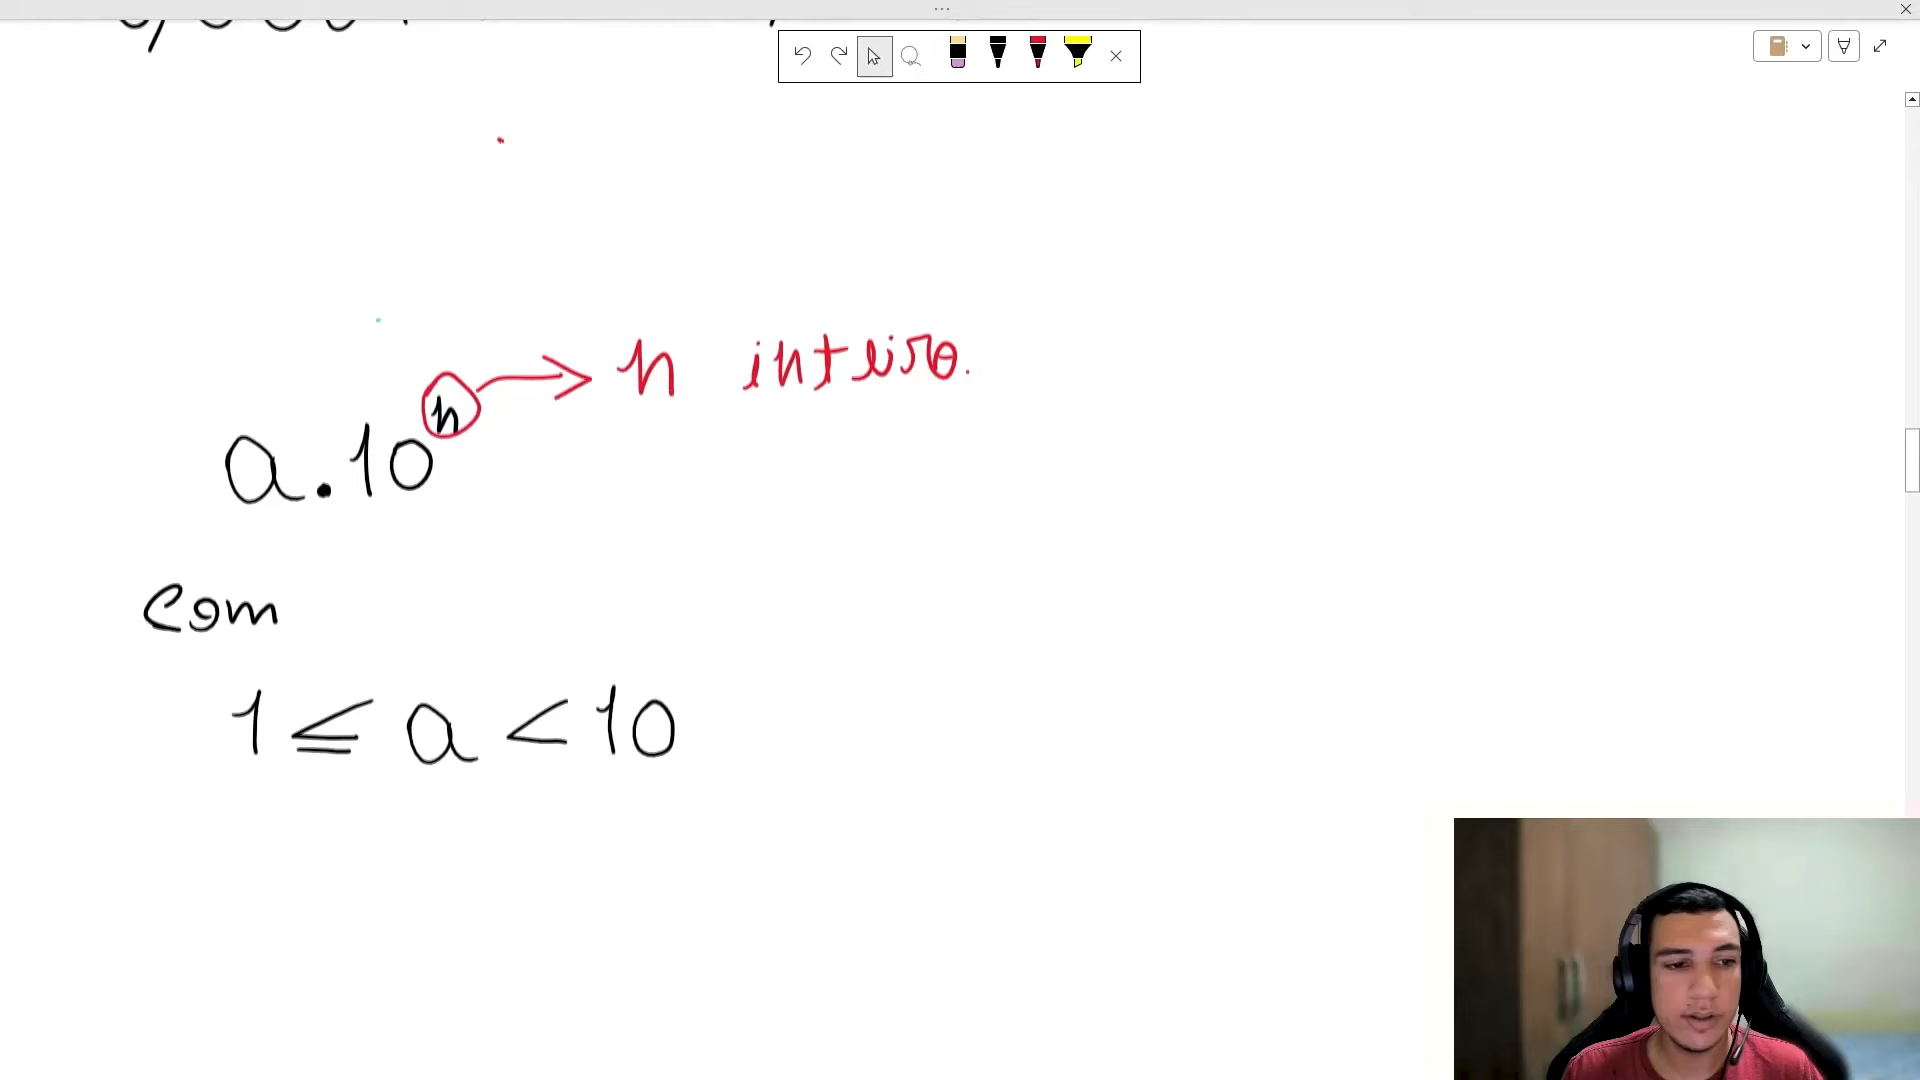 n inteiro.
a.10^n
com
1 ≤ a < 10